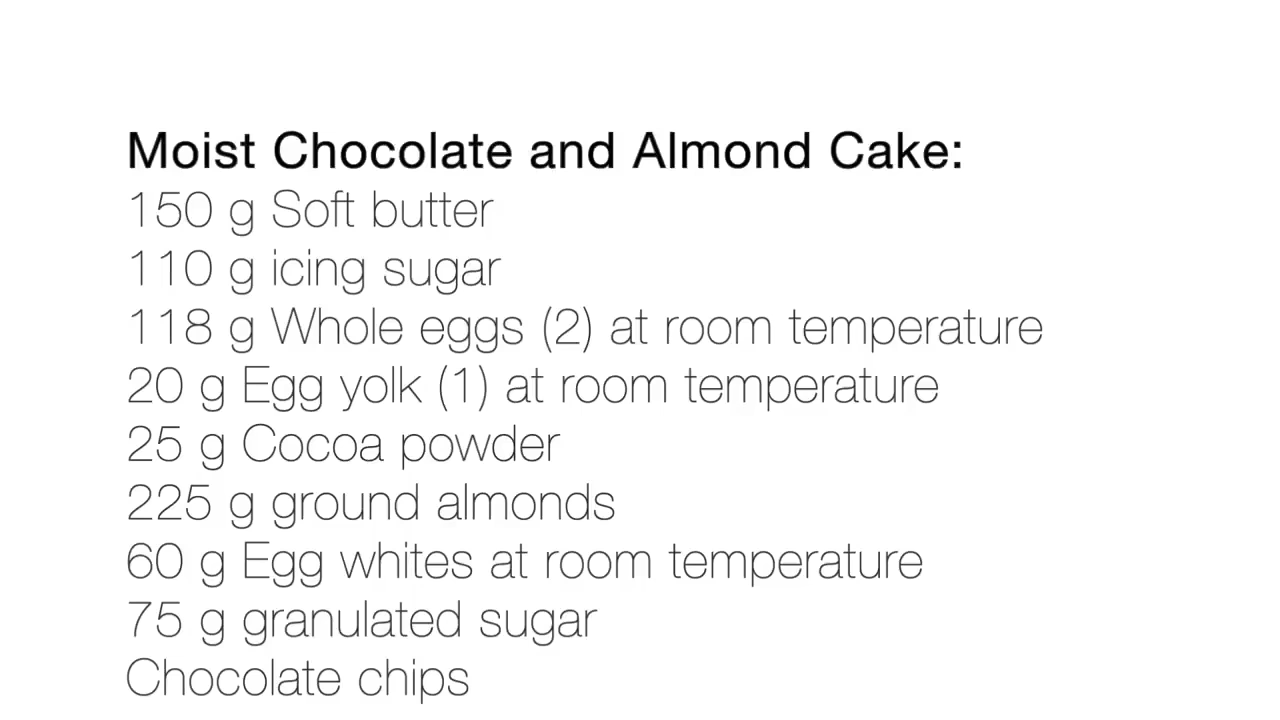 Moist Chocolate and Almond Cake:
150 g Soft butter
110 g icing sugar
118 g Whole eggs (2) at room temperature
20 g Egg yolk (1) at room temperature
25 g Cocoa powder
225 g ground almonds
60 g Egg whites at room temperature
75 g granulated sugar
Chocolate chips